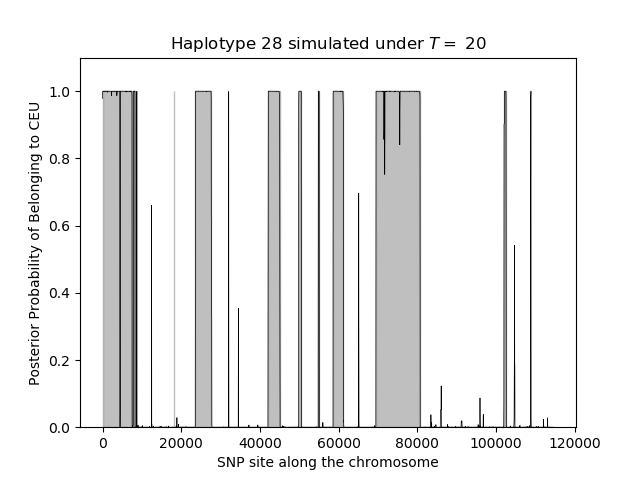 Haplotype 28 simulated under T = 20
Posterior Probability of Belonging to CEU
1.0
0.8
0.6
0.4
0.2
0.0
0 20000 40000 60000 80000 100000 120000
SNP site along the chromosome